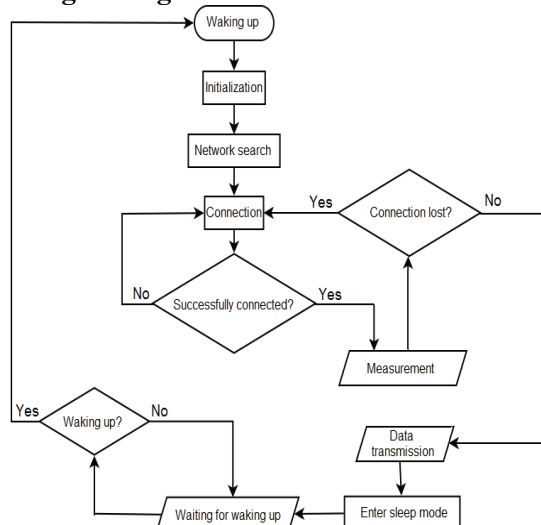 Waking up
Initialization
Network search
Connection
Yes
Connection lost?
No
No
Successfully connected?
Yes
Measurement
Yes
Waking up?
No
Data
transmission
Waiting for waking up
Enter sleep mode